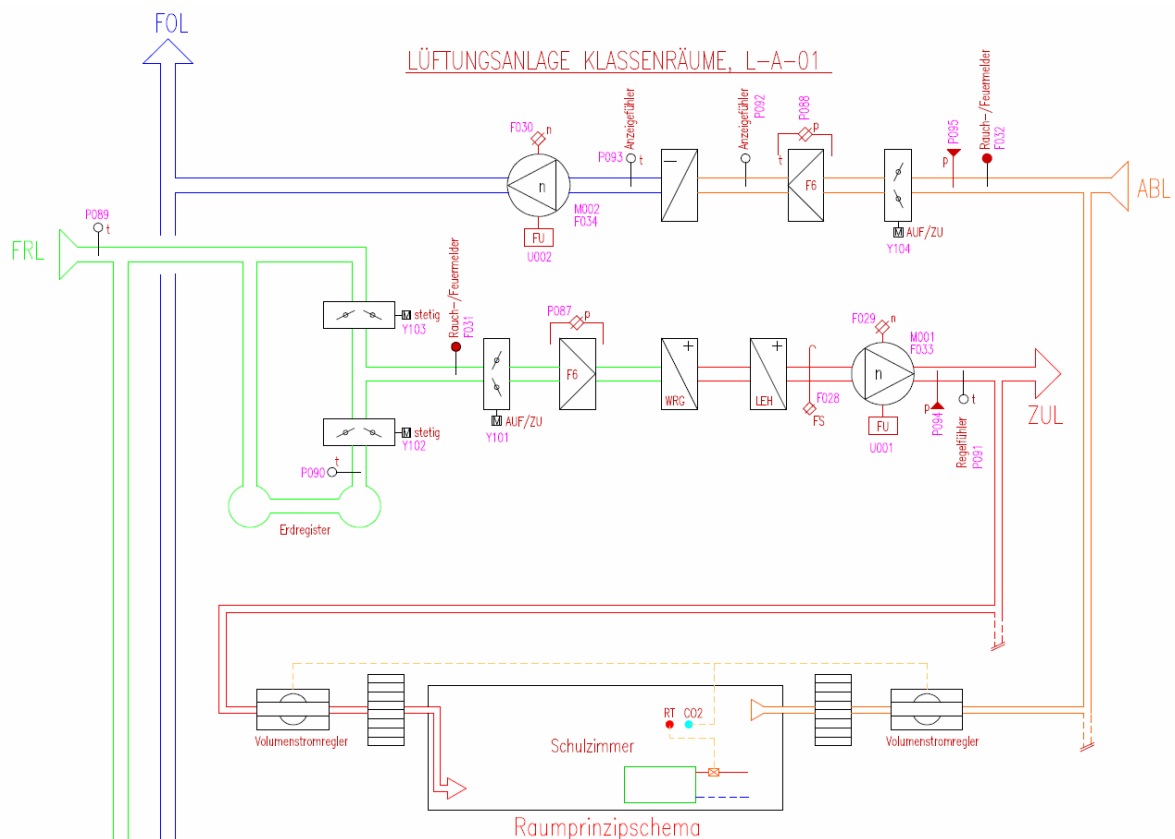 FOL
LÜFTUNGSANLAGE KLASSENRÄUME, L-A-01
F030
n
n
M002
F034
FU
U002
P093
Anzeigefühler
t
Anzeigefühler
P092
P088
p
t
F6
AUF/ZU
Y104
P095
p
Rauch-/Feuermelder
F032
ABL
P089
t
FRL
stetig
Y103
Rauch-/Feuermelder
F031
AUF/ZU
Y101
P087
p
F6
WRG
LEH
F028
FS
F029
n
n
M001
F033
FU
U001
P094
p
Regelfühler
P091
t
ZUL
stetig
Y102
P090
t
Erdregister
Volumenstromregler
RT CO2
Schulzimmer
Volumenstromregler
Raumprinzipschema